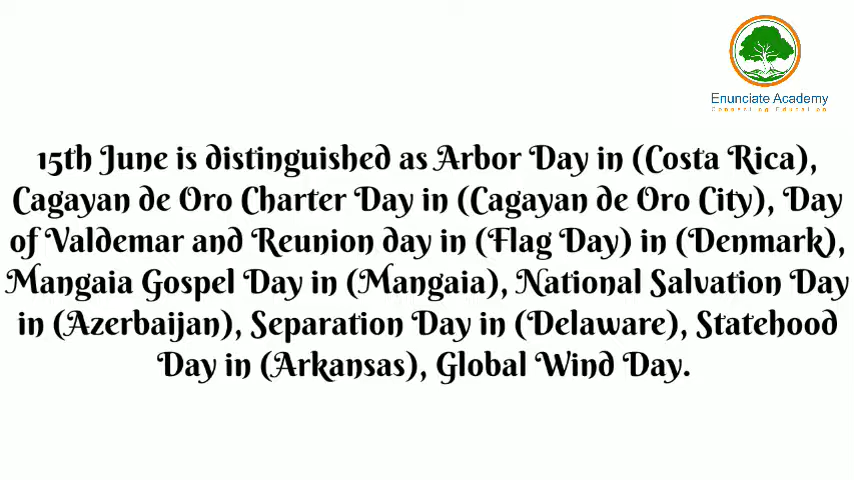 Enunciate Academy
Connecting Education
15th June is distinguished as Arbor Day in (Costa Rica),
Cagayan de Oro Charter Day in (Cagayan de Oro City), Day
of Valdemar and Reunion day in (Flag Day) in (Denmark),
Mangaia Gospel Day in (Mangaia), National Salvation Day
in (Azerbaijan), Separation Day in (Delaware), Statehood
Day in (Arkansas), Global Wind Day.